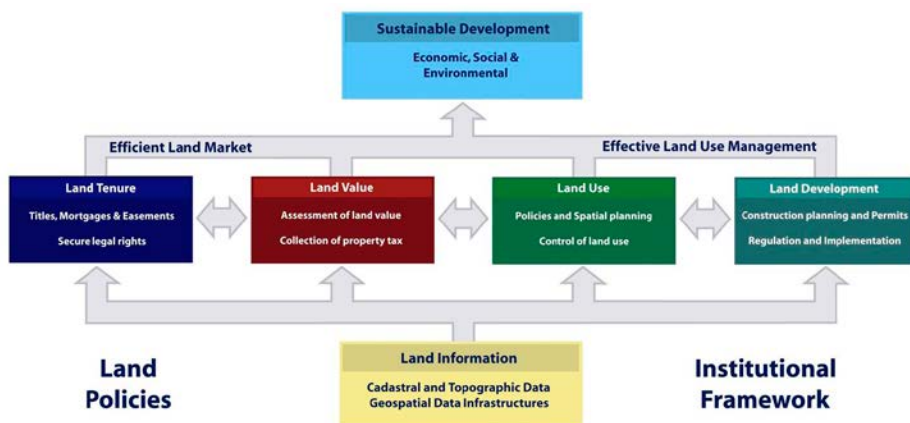 Sustainable Development
Economic, Social &
Environmental
Efficient Land Market
Effective Land Use Management
Land Tenure
Titles, Mortgages & Easements
Secure legal rights
Land Value
Assessment of land value
Collection of property tax
Land Use
Policies and Spatial planning
Control of land use
Land Development
Construction planning and Permits
Regulation and Implementation
Land
Policies
Land Information
Cadastral and Topographic Data
Geospatial Data Infrastructures
Institutional
Framework